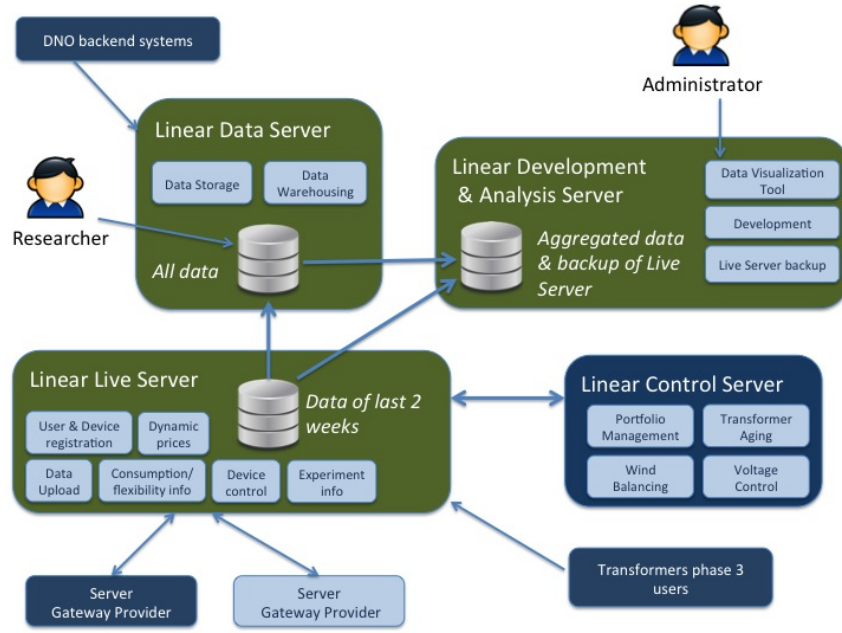 DNO backend systems
Administrator
Linear Data Server
Data Storage
Data
Warehousing
Researcher
All data
Linear Development
& Analysis Server
Data Visualization
Tool
Development
Live Server backup
Aggregated data
& backup of Live
Server
Linear Live Server
Data of last 2
weeks
User & Device
registration
Dynamic
prices
Data
Upload
Consumption/
flexibility info
Device
control
Experiment
info
Linear Control Server
Portfolio
Management
Transformer
Aging
Wind
Balancing
Voltage
Control
Server
Gateway Provider
Server
Gateway Provider
Transformers phase 3
users